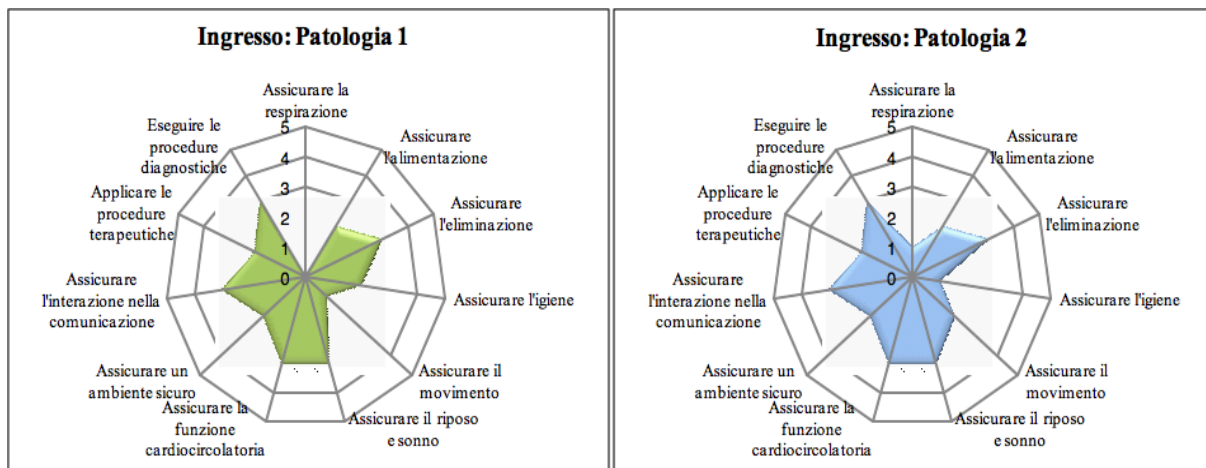 Ingresso: Patologia 1
Assicurare la
respirazione
Assicurare
l'alimentazione
Assicurare
l'eliminazione
Assicurare l'igiene
Assicurare il
movimento
Assicurare il riposo
e sonno
Assicurare la
funzione
cardiocircolatoria
Assicurare un
ambiente sicuro
Assicurare
l'interazione nella
comunicazione
Applicare le
procedure
terapeutiche
Eseguire le
procedure
diagnostiche
5
4
3
2
1
0
Ingresso: Patologia 2
Assicurare la
respirazione
Assicurare
l'alimentazione
Assicurare
l'eliminazione
Assicurare l'igiene
Assicurare il
movimento
Assicurare il riposo
e sonno
Assicurare la
funzione
cardiocircolatoria
Assicurare un
ambiente sicuro
Assicurare
l'interazione nella
comunicazione
Applicare le
procedure
terapeutiche
Eseguire le
procedure
diagnostiche
5
4
3
2
1
0